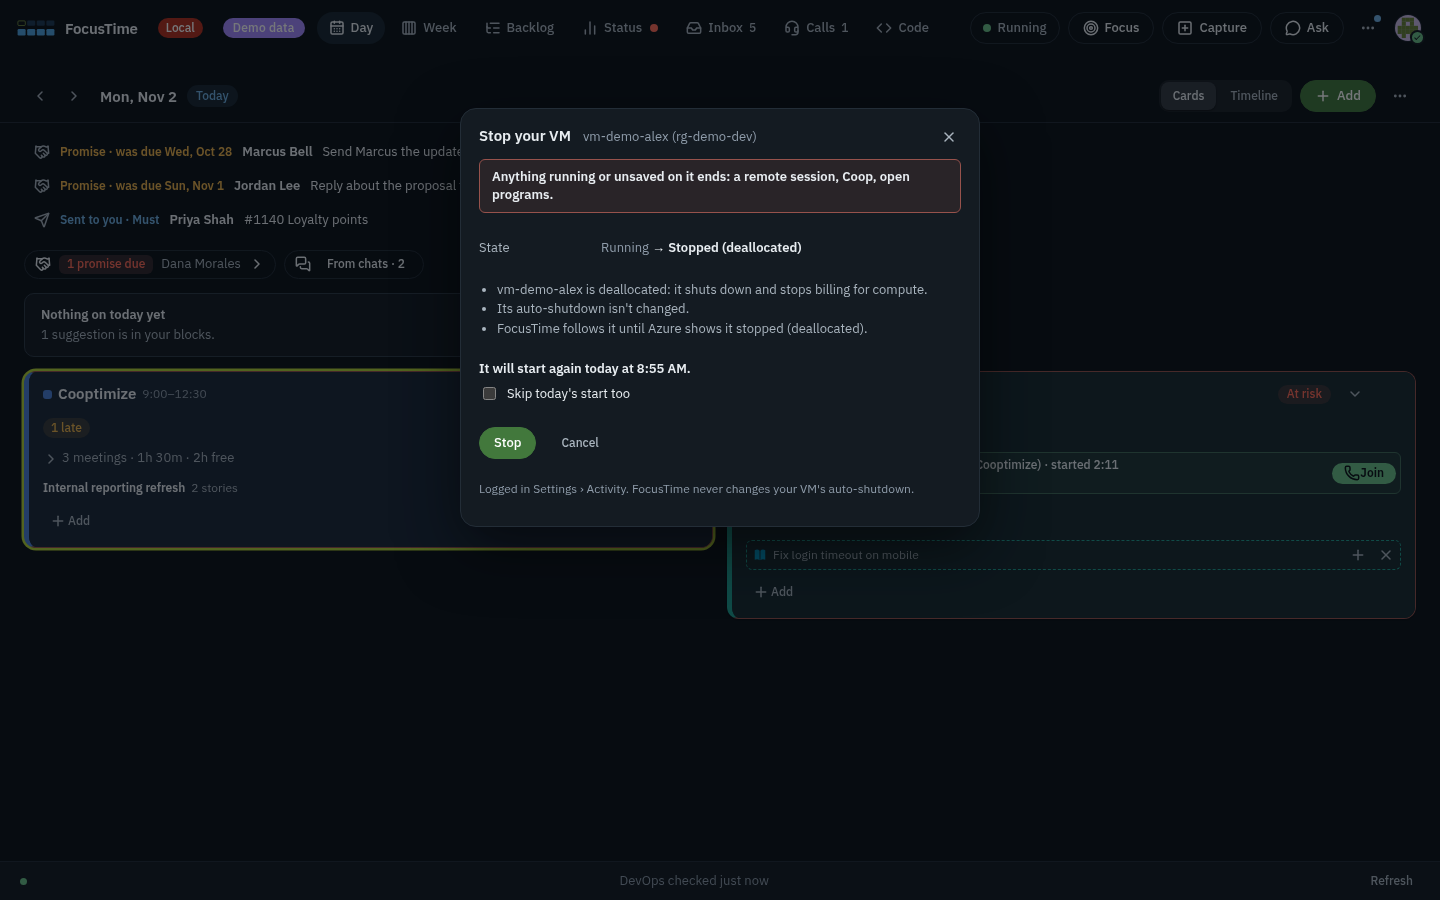 FocusTime
Local
Demo data
Day
Week
Backlog
Status
Inbox 5
Calls 1
Code
Running
Focus
Capture
Ask
Mon, Nov 2
Today
Cards
Timeline
Add
Promise · was due Wed, Oct 28 Marcus Bell Send Marcus the update
Promise · was due Sun, Nov 1 Jordan Lee Reply about the proposal
Sent to you · Must Priya Shah #1140 Loyalty points
1 promise due Dana Morales
From chats · 2
Nothing on today yet
1 suggestion is in your blocks.
Cooptimize 9:00–12:30
1 late
3 meetings · 1h 30m · 2h free
Internal reporting refresh 2 stories
Add
Stop your VM vm-demo-alex (rg-demo-dev)
Anything running or unsaved on it ends: a remote session, Coop, open
programs.
State Running → Stopped (deallocated)
• vm-demo-alex is deallocated: it shuts down and stops billing for compute.
• Its auto-shutdown isn't changed.
• FocusTime follows it until Azure shows it stopped (deallocated).
It will start again today at 8:55 AM.
Skip today's start too
Stop
Cancel
Logged in Settings › Activity. FocusTime never changes your VM's auto-shutdown.
At risk
Cooptimize) · started 2:11
Join
Fix login timeout on mobile
Add
DevOps checked just now
Refresh